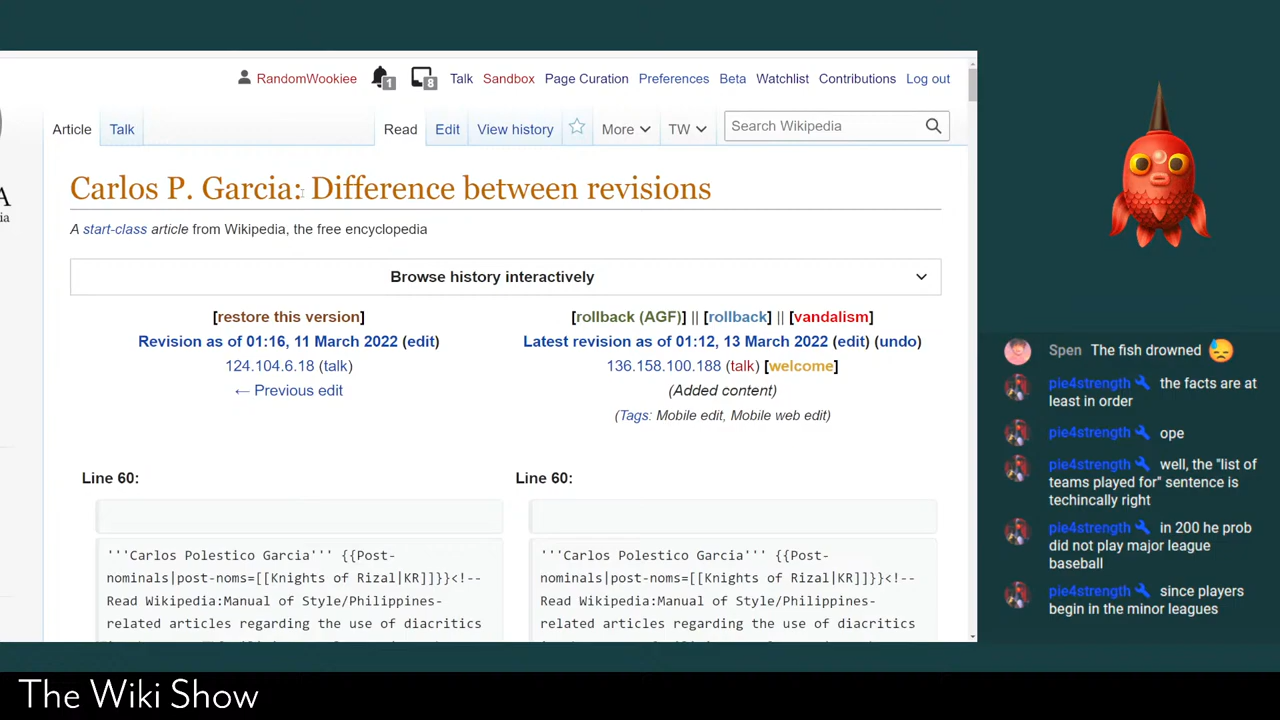 RandomWookiee 1 8 Talk Sandbox Page Curation Preferences Beta Watchlist Contributions Log out
Article Talk Read Edit View history More TW Search Wikipedia
A
ia
Carlos P. Garcia: Difference between revisions
A start-class article from Wikipedia, the free encyclopedia
Browse history interactively
[restore this version]
Revision as of 01:16, 11 March 2022 (edit)
124.104.6.18 (talk)
← Previous edit
[rollback (AGF)] || [rollback] || [vandalism]
Latest revision as of 01:12, 13 March 2022 (edit) (undo)
136.158.100.188 (talk) [welcome]
(Added content)
(Tags: Mobile edit, Mobile web edit)
Line 60:
'''Carlos Polestico Garcia''' {{Post-
nominals|post-noms=[[Knights of Rizal|KR]]}}<!--
Read Wikipedia:Manual of Style/Philippines-
related articles regarding the use of diacritics
Line 60:
'''Carlos Polestico Garcia''' {{Post-
nominals|post-noms=[[Knights of Rizal|KR]]}}<!--
Read Wikipedia:Manual of Style/Philippines-
related articles regarding the use of diacritics
Spen The fish drowned 😓
pie4strength the facts are at
least in order
pie4strength ope
pie4strength well, the "list of
teams played for" sentence is
techincally right
pie4strength in 200 he prob
did not play major league
baseball
pie4strength since players
begin in the minor leagues
The Wiki Show